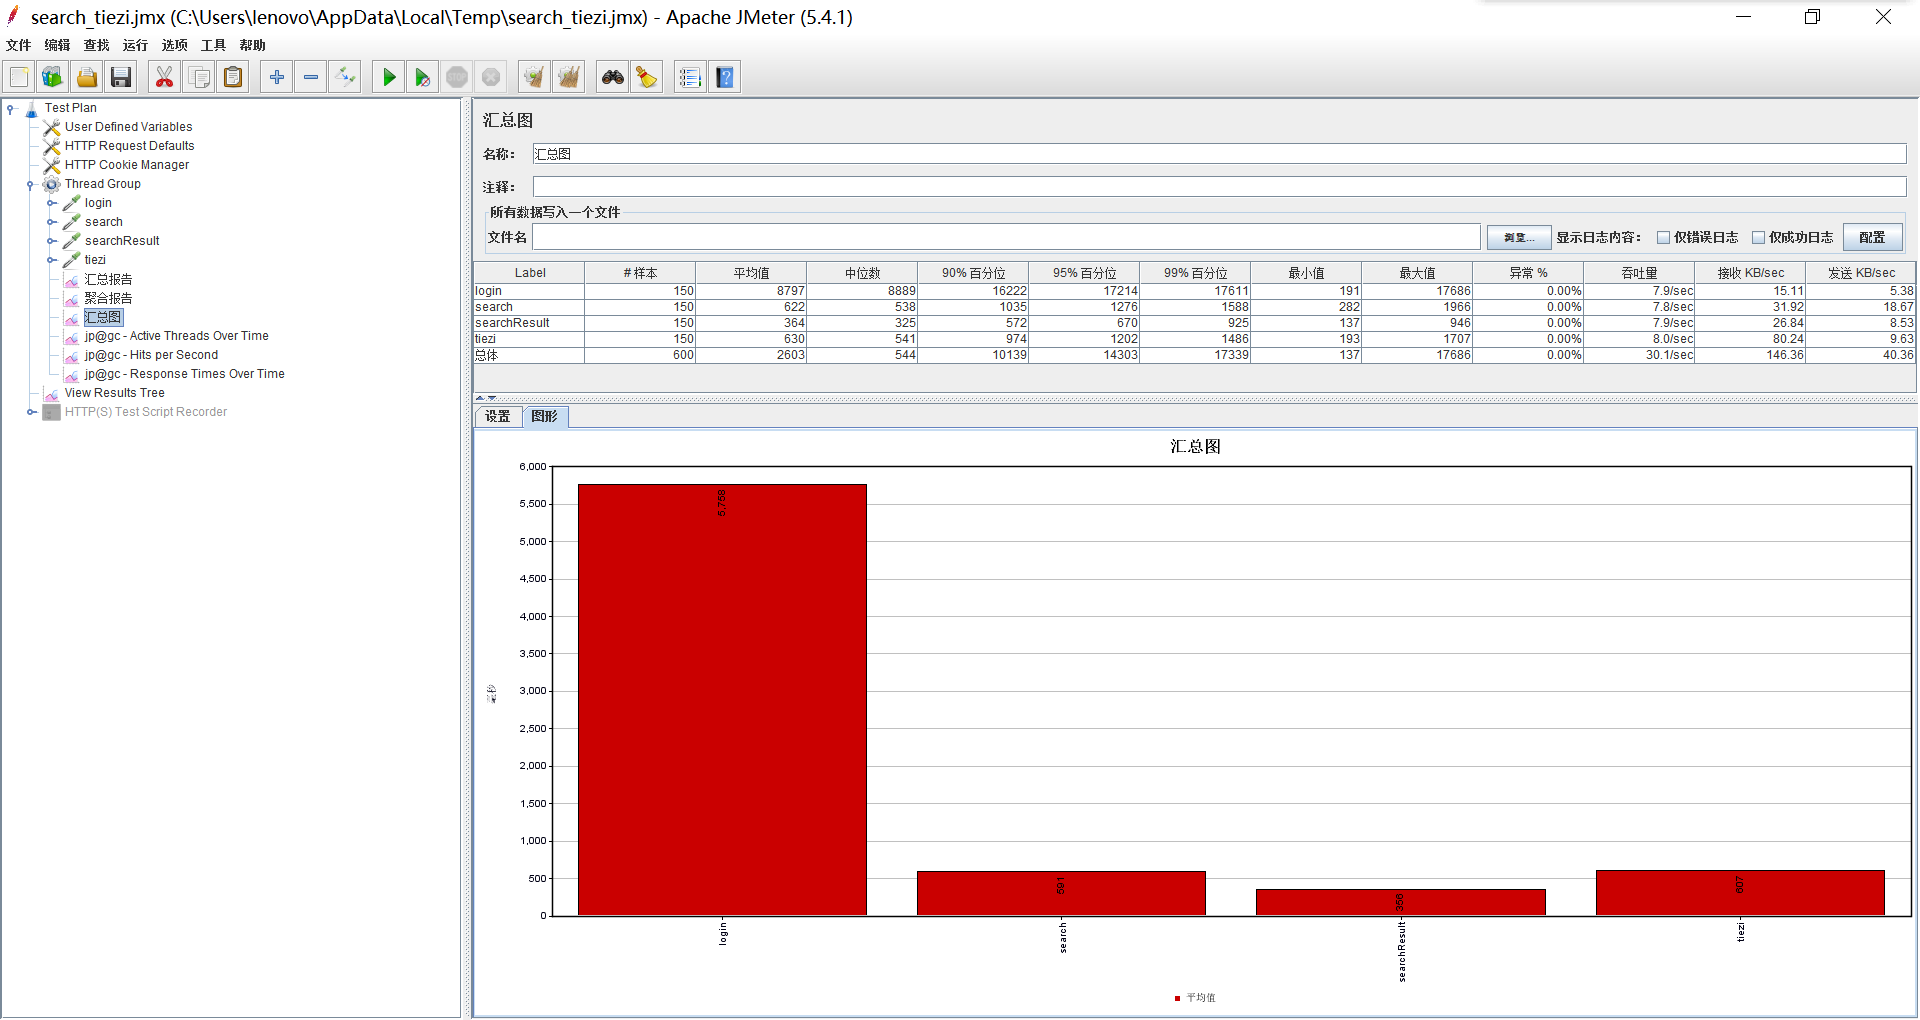 search_tiezi.jmx (C:\Users\lenovo\AppData\Local\Temp\search_tiezi.jmx) - Apache JMeter (5.4.1)
文件 编辑 查找 运行 选项 工具 帮助
STOP
Test Plan
User Defined Variables
HTTP Request Defaults
HTTP Cookie Manager
Thread Group
login
search
searchResult
tiezi
汇总报告
聚合报告
汇总图
jp@gc - Active Threads Over Time
jp@gc - Hits per Second
jp@gc - Response Times Over Time
View Results Tree
HTTP(S) Test Script Recorder
汇总图
名称： 汇总图
注释：
所有数据写入一个文件
文件名 浏览... 显示日志内容： 仅错误日志 仅成功日志 配置
Label # 样本 平均值 中位数 90% 百分位 95% 百分位 99% 百分位 最小值 最大值 异常 % 吞吐量 接收 KB/sec 发送 KB/sec
login 150 8797 8889 16222 17214 17611 191 17686 0.00% 7.9/sec 15.11 5.38
search 150 622 538 1035 1276 1588 282 1966 0.00% 7.8/sec 31.92 18.67
searchResult 150 364 325 572 670 925 137 946 0.00% 7.9/sec 26.84 8.53
tiezi 150 630 541 974 1202 1486 193 1707 0.00% 8.0/sec 80.24 9.63
总体 600 2603 544 10139 14303 17339 137 17686 0.00% 30.1/sec 146.36 40.36
设置 图形
汇总图
6,000
5,500
5,000
4,500
4,000
3,500
3,000
2,500
2,000
1,500
1,000
500
0
毫秒
5,758
591
356
607
login
search
searchResult
tiezi
平均值